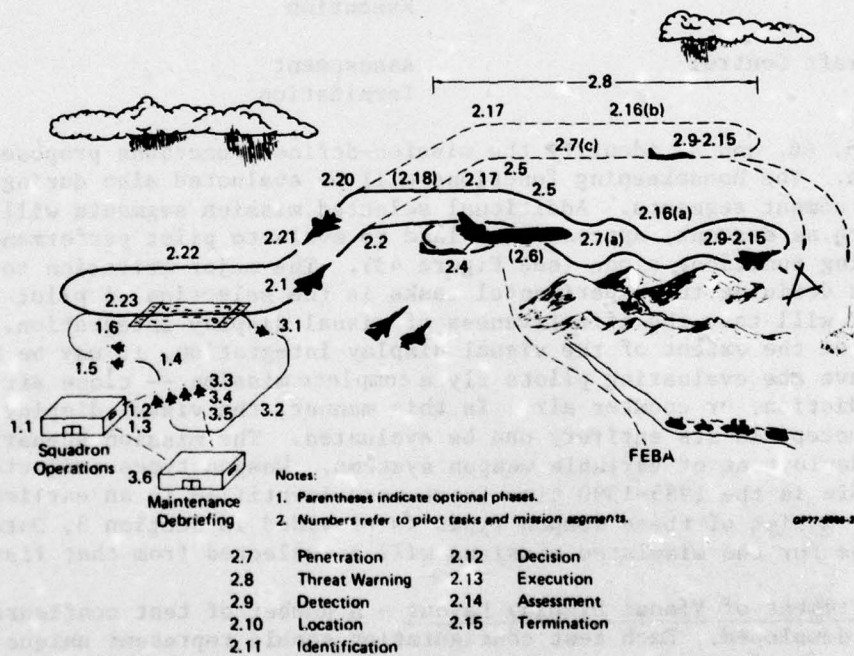 2.8
2.17
2.16(b)
2.7(c)
2.9-2.15
2.20
(2.18)
2.17
2.5
2.5
2.16(a)
2.21
2.2
2.7(a)
2.9-2.15
2.22
2.4
(2.6)
2.1
2.23
1.6
3.1
1.5
1.4
3.3
3.4
1.2
3.5
3.2
1.1
1.3
Squadron
Operations
3.6
FEBA
Maintenance
Debriefing
Notes:
1. Parentheses indicate optional phases.
2. Numbers refer to pilot tasks and mission segments.
2.7 Penetration 2.12 Decision
2.8 Threat Warning 2.13 Execution
2.9 Detection 2.14 Assessment
2.10 Location 2.15 Termination
2.11 Identification